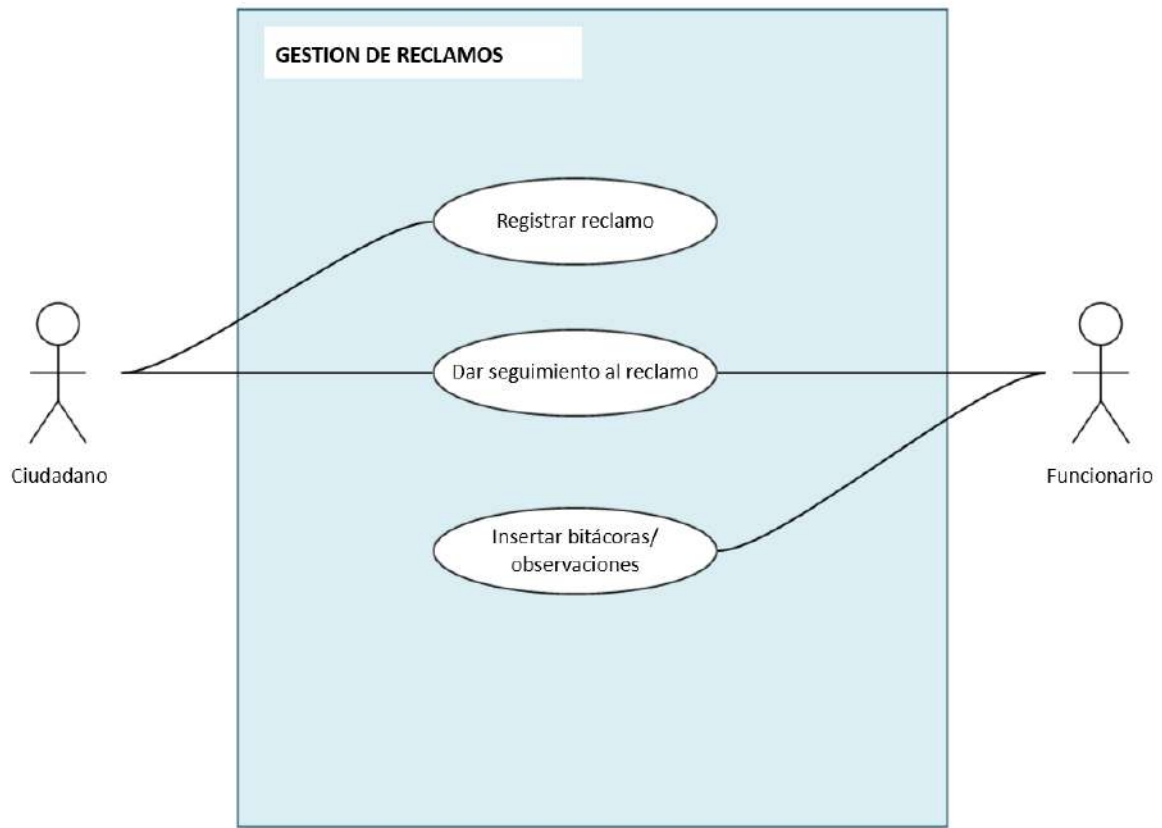 GESTION DE RECLAMOS
Registrar reclamo
Dar seguimiento al reclamo
Ciudadano
Funcionario
Insertar bitácoras/
observaciones